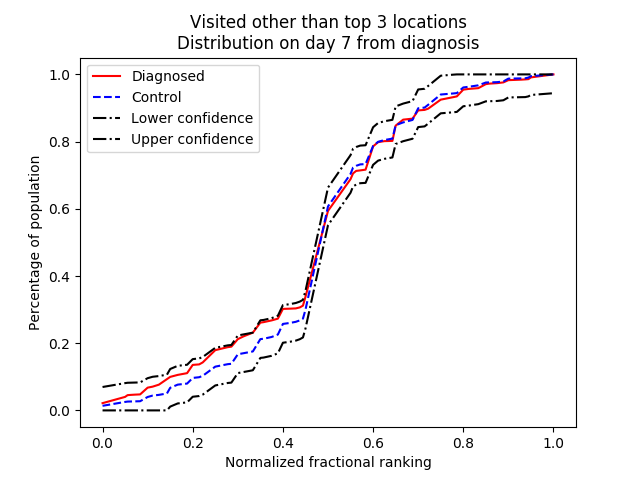 Visited other than top 3 locations
Distribution on day 7 from diagnosis
Diagnosed
Control
Lower confidence
Upper confidence
Percentage of population
1.0
0.8
0.6
0.4
0.2
0.0
0.0 0.2 0.4 0.6 0.8 1.0
Normalized fractional ranking